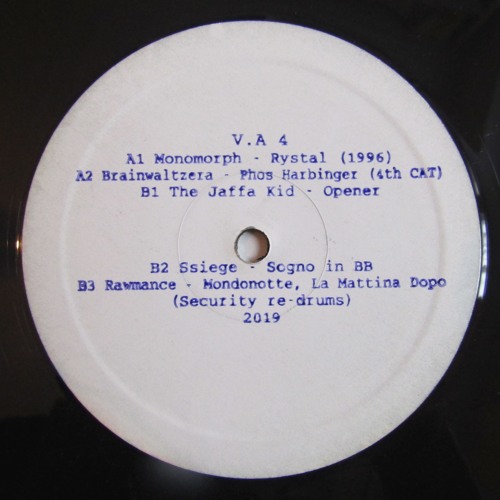 V.A 4
A1 Monomorph - Rystal (1996)
A2 Brainwaltzera - Phos Harbinger (4th CAT)
B1 The Jaffa Kid - Opener
B2 Ssiege - Sogno in BB
B3 Rawmance - Mondonotte, La Mattina Dopo
(Security re-drums)
2019